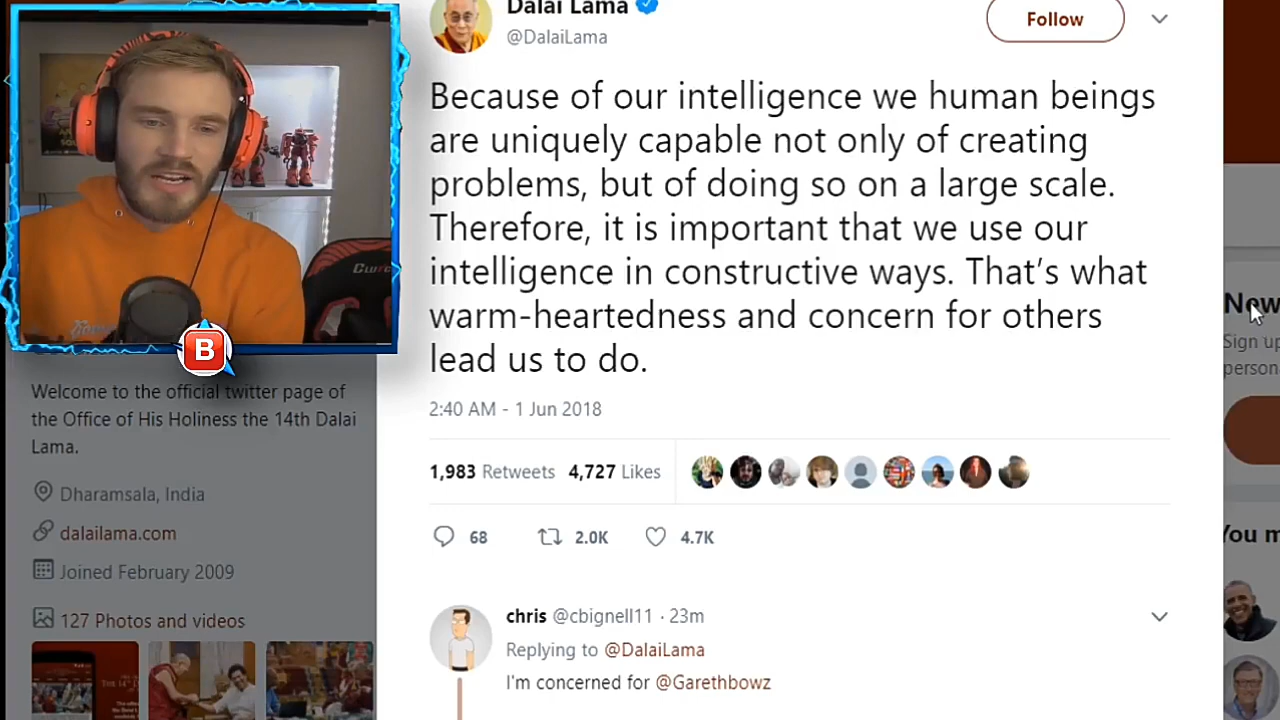 Dalai Lama
@DalaiLama
Follow
Because of our intelligence we human beings
are uniquely capable not only of creating
problems, but of doing so on a large scale.
Therefore, it is important that we use our
intelligence in constructive ways. That’s what
warm-heartedness and concern for others
lead us to do.
2:40 AM - 1 Jun 2018
1,983 Retweets 4,727 Likes
68 2.0K 4.7K
chris @cbignell11 · 23m
Replying to @DalaiLama
I'm concerned for @Garethbowz
B
Welcome to the official twitter page of
the Office of His Holiness the 14th Dalai
Lama.
Dharamsala, India
dalailama.com
Joined February 2009
127 Photos and videos
New
Sign up
person
You m